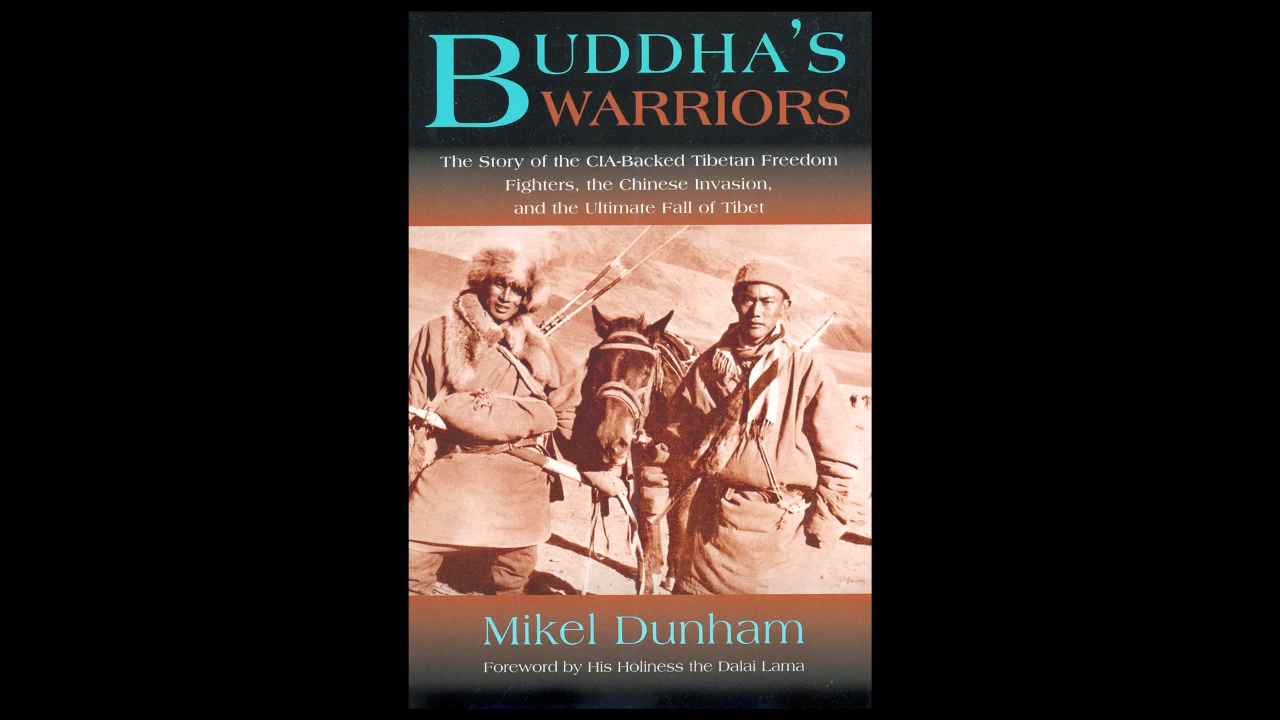 BUDDHA'S
WARRIORS
The Story of the CIA-Backed Tibetan Freedom
Fighters, the Chinese Invasion,
and the Ultimate Fall of Tibet
Mikel Dunham
Foreword by His Holiness the Dalai Lama